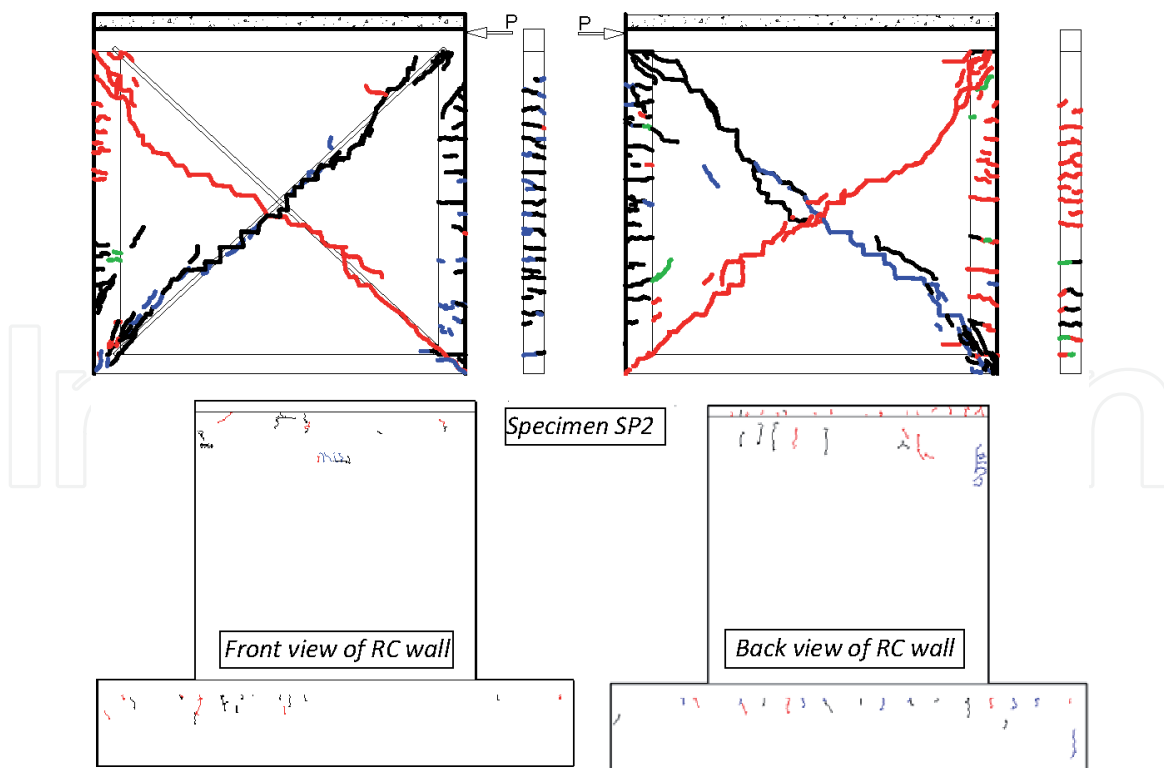 P
P
Specimen SP2
Front view of RC wall
Back view of RC wall